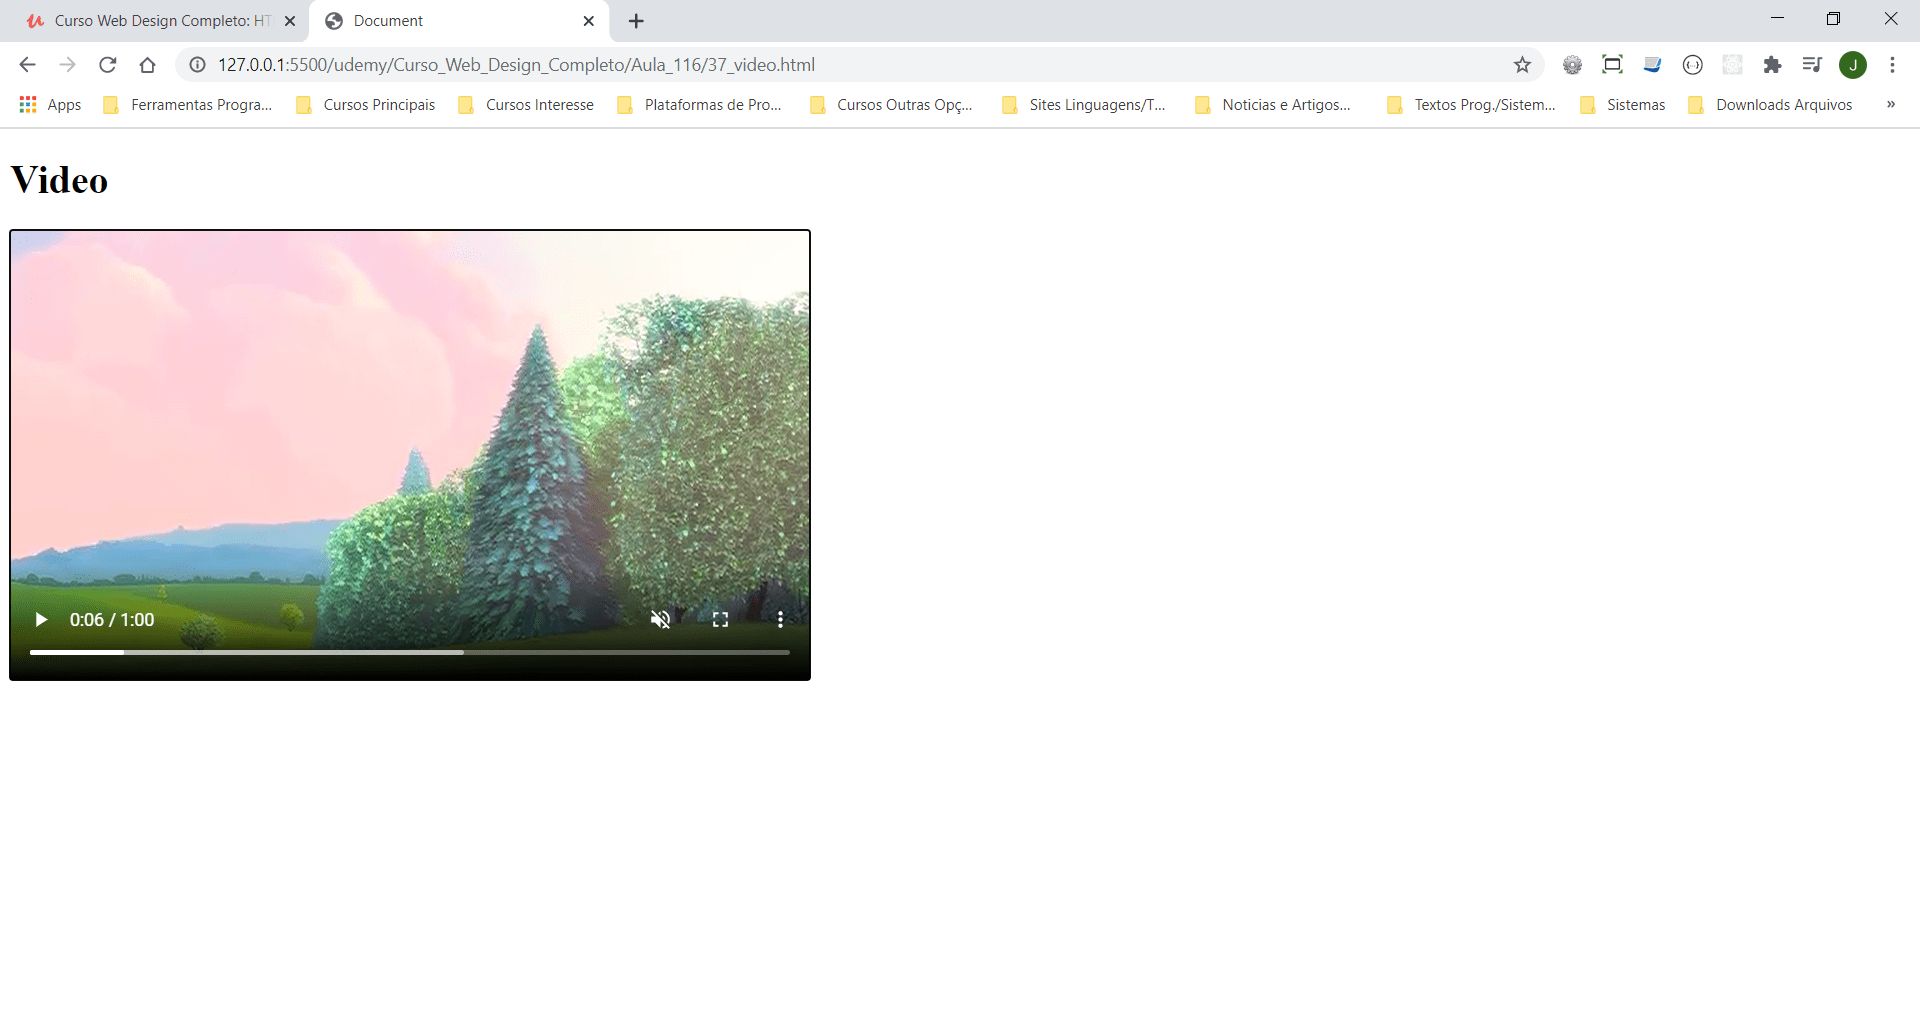 Curso Web Design Completo: HT
Document
127.0.0.1:5500/udemy/Curso_Web_Design_Completo/Aula_116/37_video.html
J
Apps
Ferramentas Progra...
Cursos Principais
Cursos Interesse
Plataformas de Pro...
Cursos Outras Opç...
Sites Linguagens/T...
Noticias e Artigos...
Textos Prog./Sistem...
Sistemas
Downloads Arquivos
»
Video
0:06 / 1:00